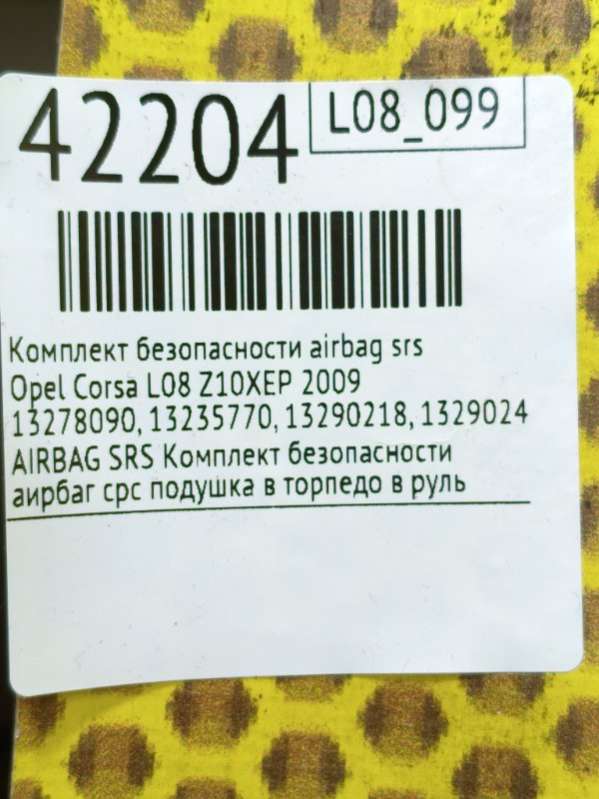 42204
L08_099
Комплект безопасности airbag srs
Opel Corsa L08 Z10XEP 2009
13278090, 13235770, 13290218, 1329024
AIRBAG SRS Комплект безопасности
аирбаг срс подушка в торпедо в руль